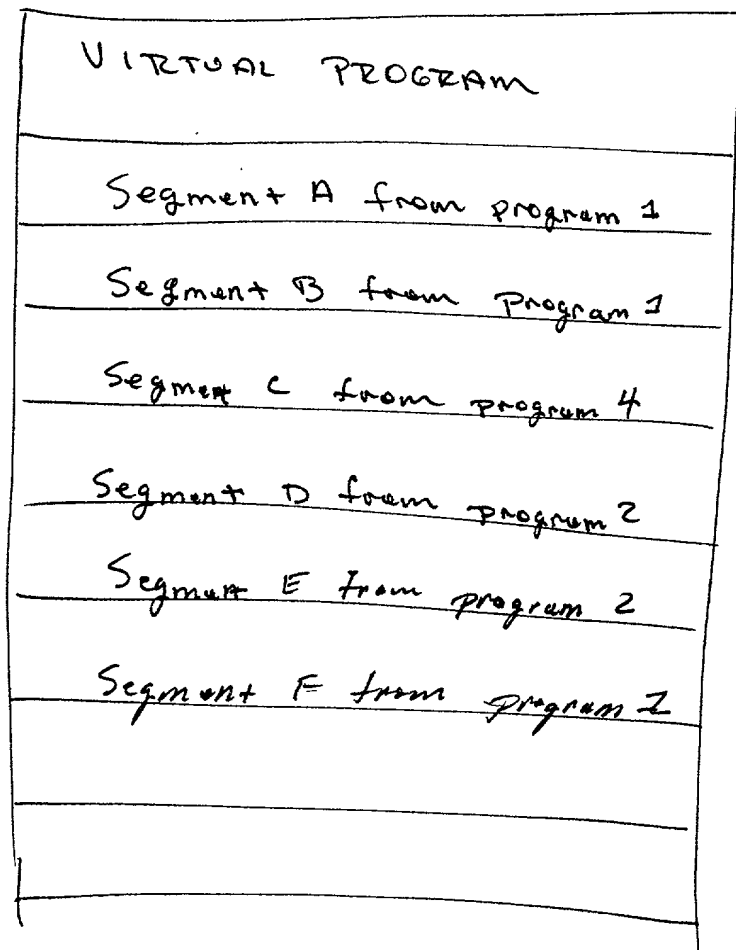 VIRTUAL PROGRAM
Segment A from program 1
Segment B from Program 1
Segment C from program 4
Segment D from program 2
Segment E from program 2
Segment F from program 1